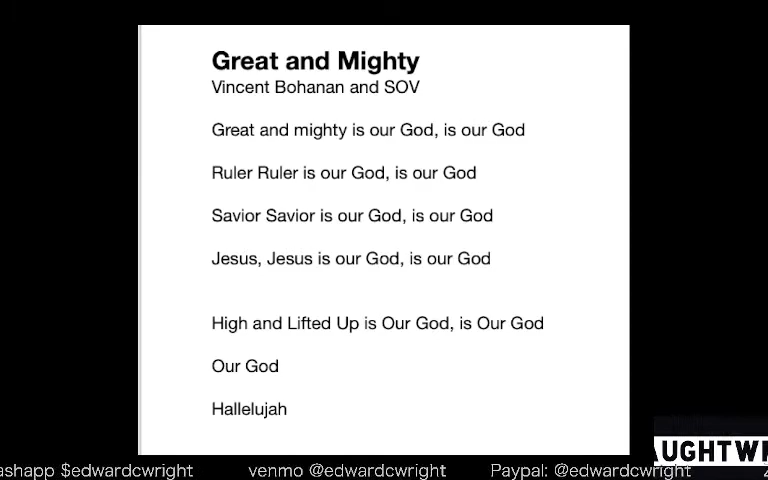 Great and Mighty
Vincent Bohanan and SOV
Great and mighty is our God, is our God
Ruler Ruler is our God, is our God
Savior Savior is our God, is our God
Jesus, Jesus is our God, is our God
High and Lifted Up is Our God, is Our God
Our God
Hallelujah
ashapp $edwardcwright venmo @edwardcwright Paypal: @edwardcwright